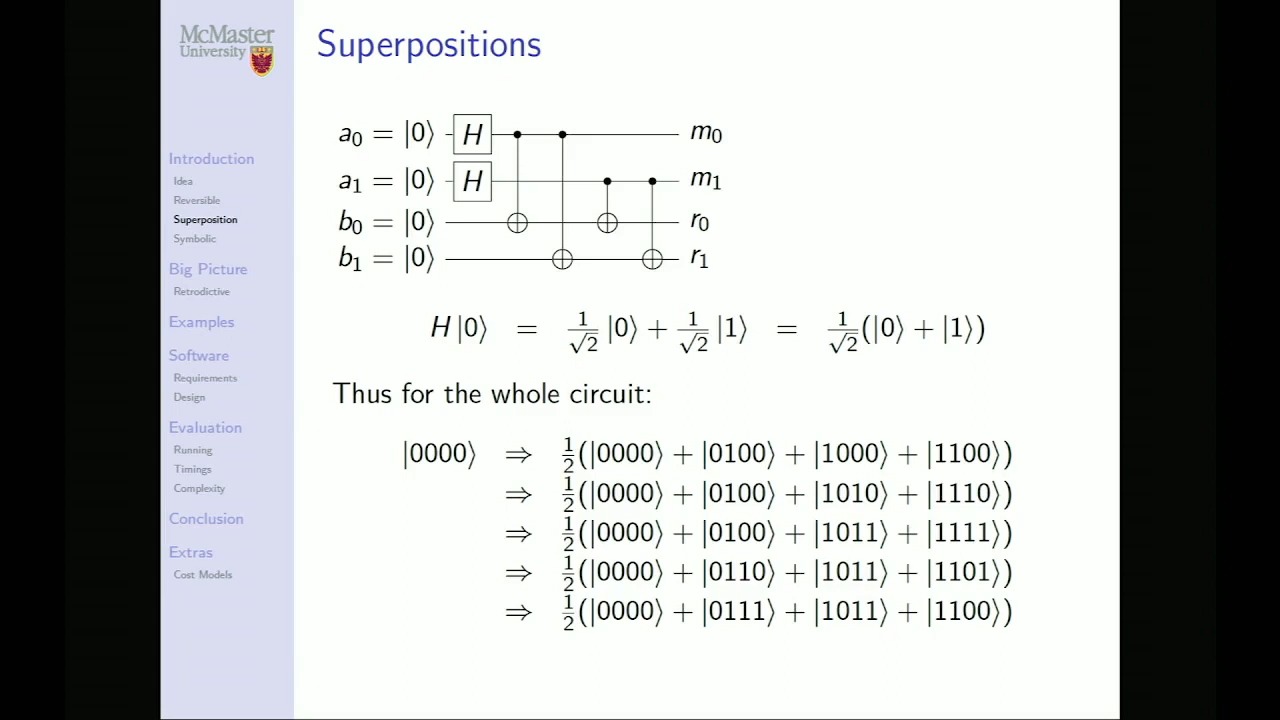 McMaster
University
Superpositions
Introduction
Idea
Reversible
Superposition
Symbolic
Big Picture
Retrodictive
Examples
Software
Requirements
Design
Evaluation
Running
Timings
Complexity
Conclusion
Extras
Cost Models
a₀ = |0⟩ H m₀
a₁ = |0⟩ H m₁
b₀ = |0⟩ r₀
b₁ = |0⟩ r₁
H |0⟩ = 1/√2 |0⟩ + 1/√2 |1⟩ = 1/√2 (|0⟩ + |1⟩)
Thus for the whole circuit:
|0000⟩ ⇒ 1/2(|0000⟩ + |0100⟩ + |1000⟩ + |1100⟩)
⇒ 1/2(|0000⟩ + |0100⟩ + |1010⟩ + |1110⟩)
⇒ 1/2(|0000⟩ + |0100⟩ + |1011⟩ + |1111⟩)
⇒ 1/2(|0000⟩ + |0110⟩ + |1011⟩ + |1101⟩)
⇒ 1/2(|0000⟩ + |0111⟩ + |1011⟩ + |1100⟩)